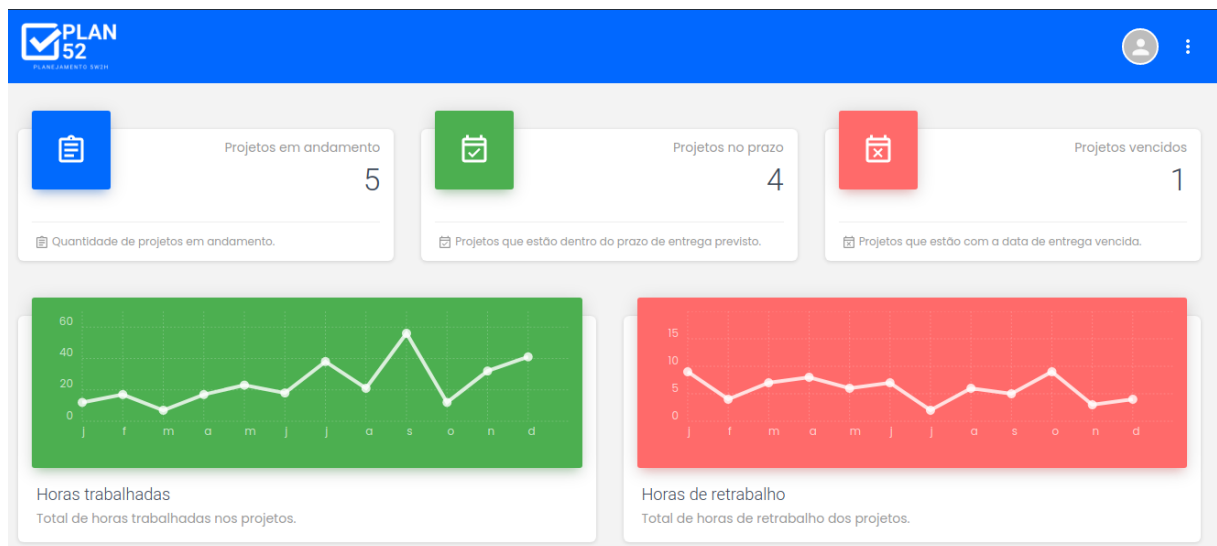 PLAN
52
PLANEJAMENTO 5W2H
Projetos em andamento
5
Quantidade de projetos em andamento.
Projetos no prazo
4
Projetos que estão dentro do prazo de entrega previsto.
Projetos vencidos
1
Projetos que estão com a data de entrega vencida.
60
40
20
0
j f m a m j j a s o n d
Horas trabalhadas
Total de horas trabalhadas nos projetos.
15
10
5
0
j f m a m j j a s o n d
Horas de retrabalho
Total de horas de retrabalho dos projetos.